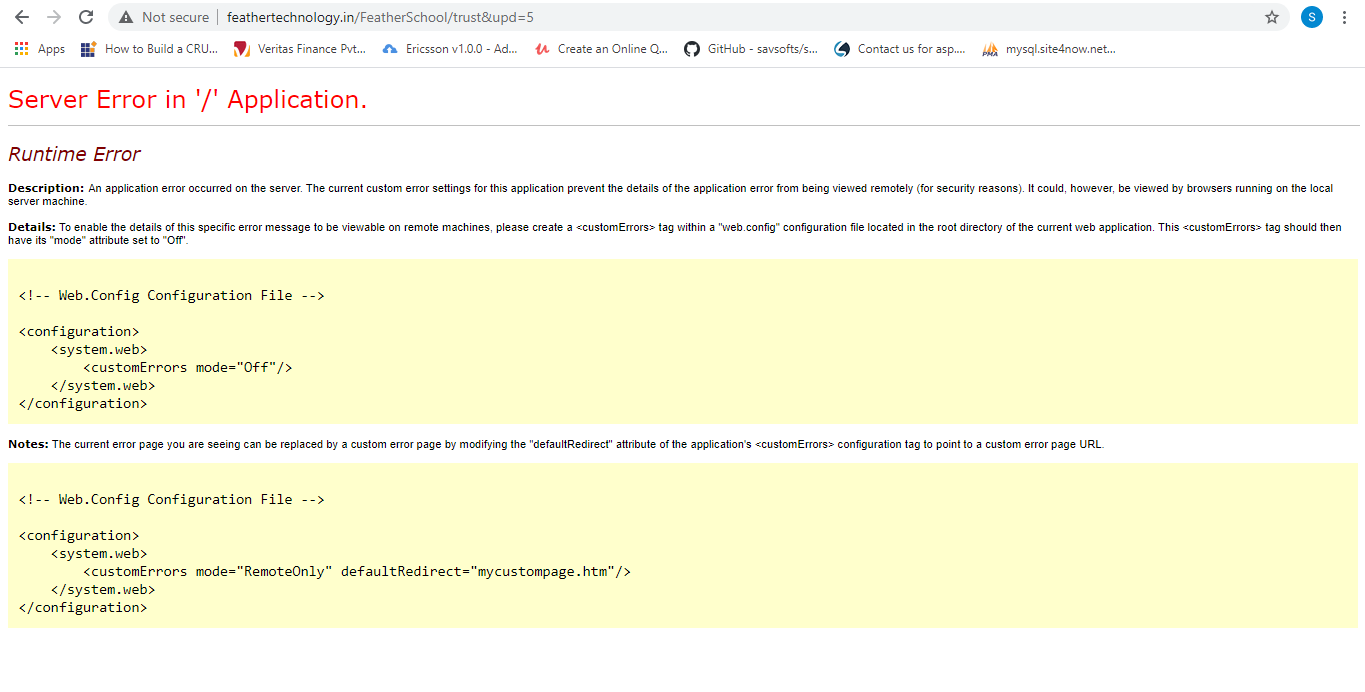 Not secure | feathertechnology.in/FeatherSchool/trust&upd=5
S
Apps How to Build a CRU... Veritas Finance Pvt... Ericsson v1.0.0 - Ad... Create an Online Q... GitHub - savsofts/s... Contact us for asp.... PMA mysql.site4now.net...
Server Error in '/' Application.
Runtime Error
Description: An application error occurred on the server. The current custom error settings for this application prevent the details of the application error from being viewed remotely (for security reasons). It could, however, be viewed by browsers running on the local
server machine.
Details: To enable the details of this specific error message to be viewable on remote machines, please create a <customErrors> tag within a "web.config" configuration file located in the root directory of the current web application. This <customErrors> tag should then
have its "mode" attribute set to "Off".
<!-- Web.Config Configuration File -->
<configuration>
    <system.web>
        <customErrors mode="Off"/>
    </system.web>
</configuration>
Notes: The current error page you are seeing can be replaced by a custom error page by modifying the "defaultRedirect" attribute of the application's <customErrors> configuration tag to point to a custom error page URL.
<!-- Web.Config Configuration File -->
<configuration>
    <system.web>
        <customErrors mode="RemoteOnly" defaultRedirect="mycustompage.htm"/>
    </system.web>
</configuration>